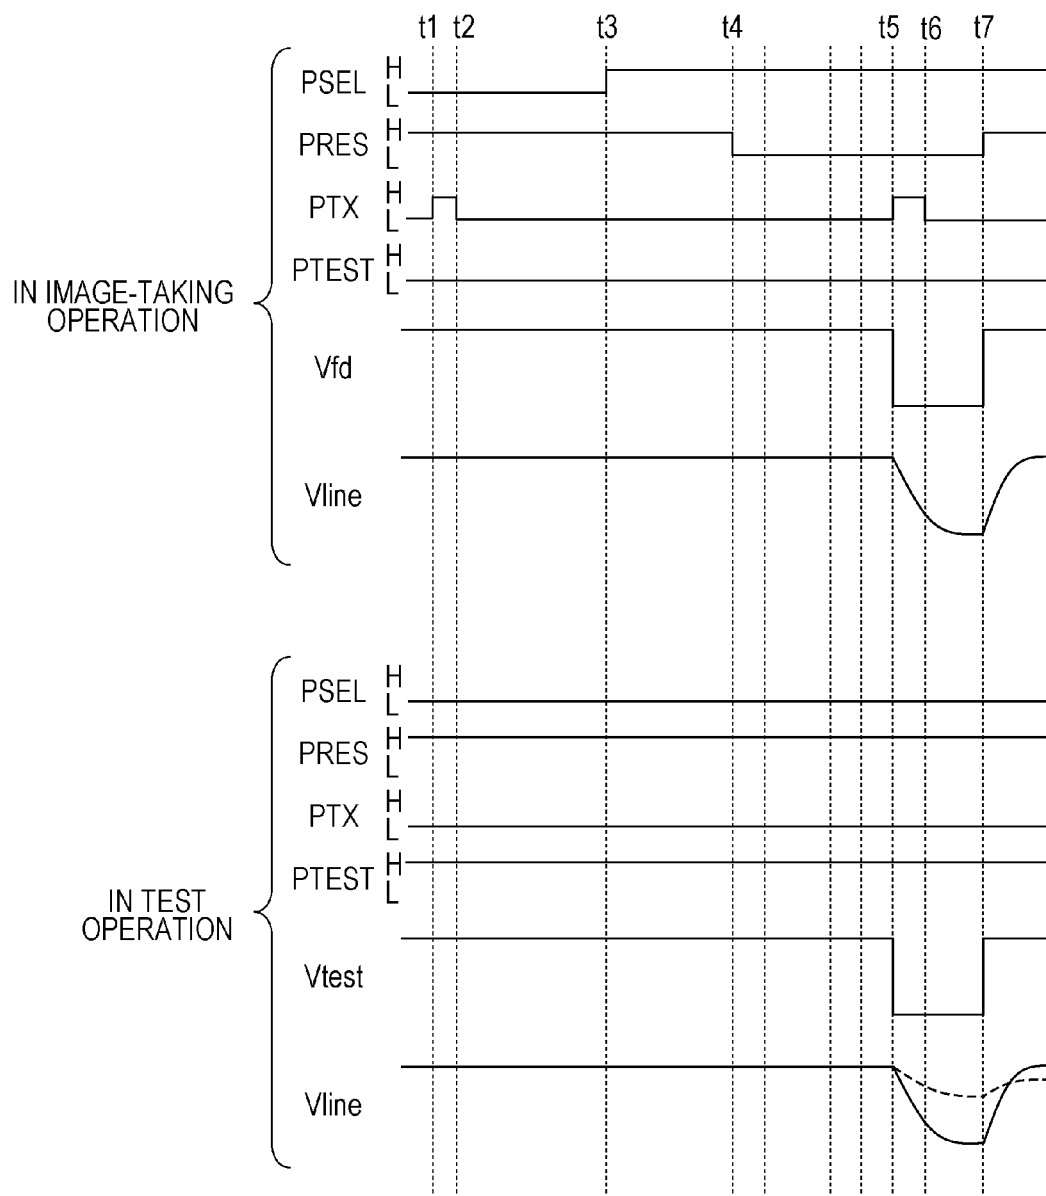 t1 t2 t3 t4 t5 t6 t7
PSEL H
L
PRES H
L
PTX H
L
PTEST H
L
IN IMAGE-TAKING
OPERATION
Vfd
Vline
PSEL H
L
PRES H
L
PTX H
L
PTEST H
L
IN TEST
OPERATION
Vtest
Vline